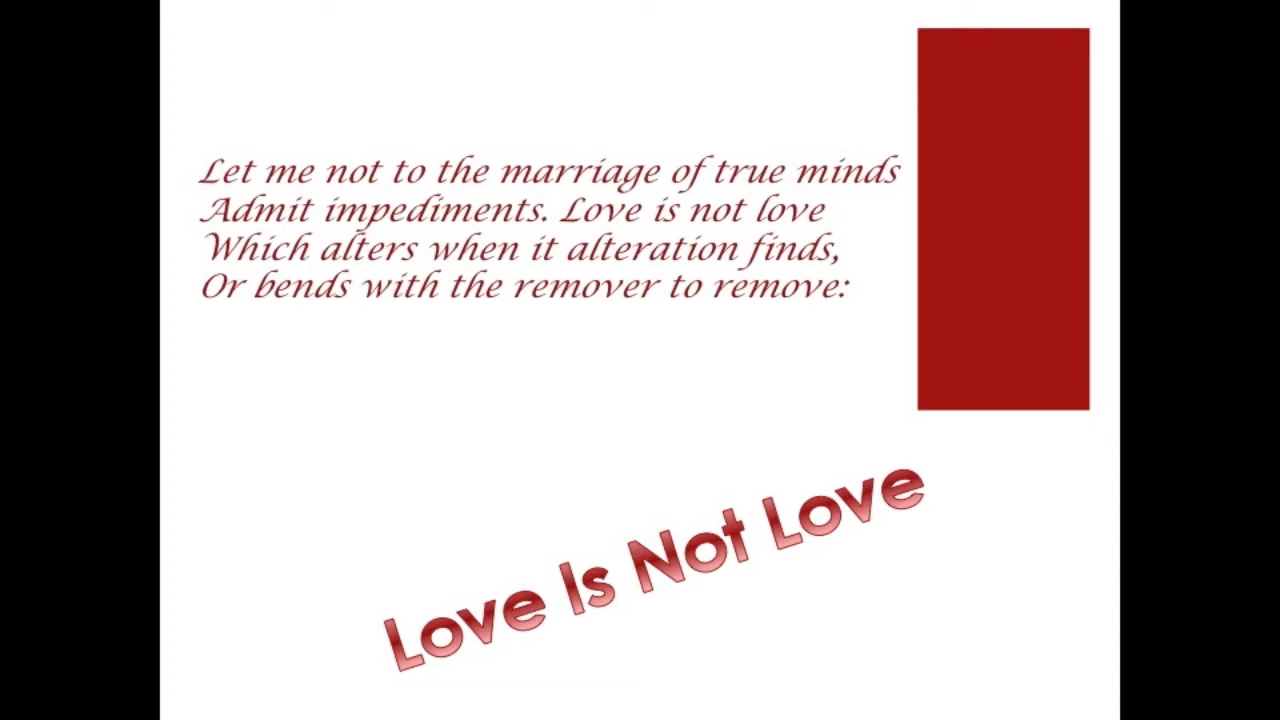 Let me not to the marriage of true minds
Admit impediments. Love is not love
Which alters when it alteration finds,
Or bends with the remover to remove:
Love Is Not Love